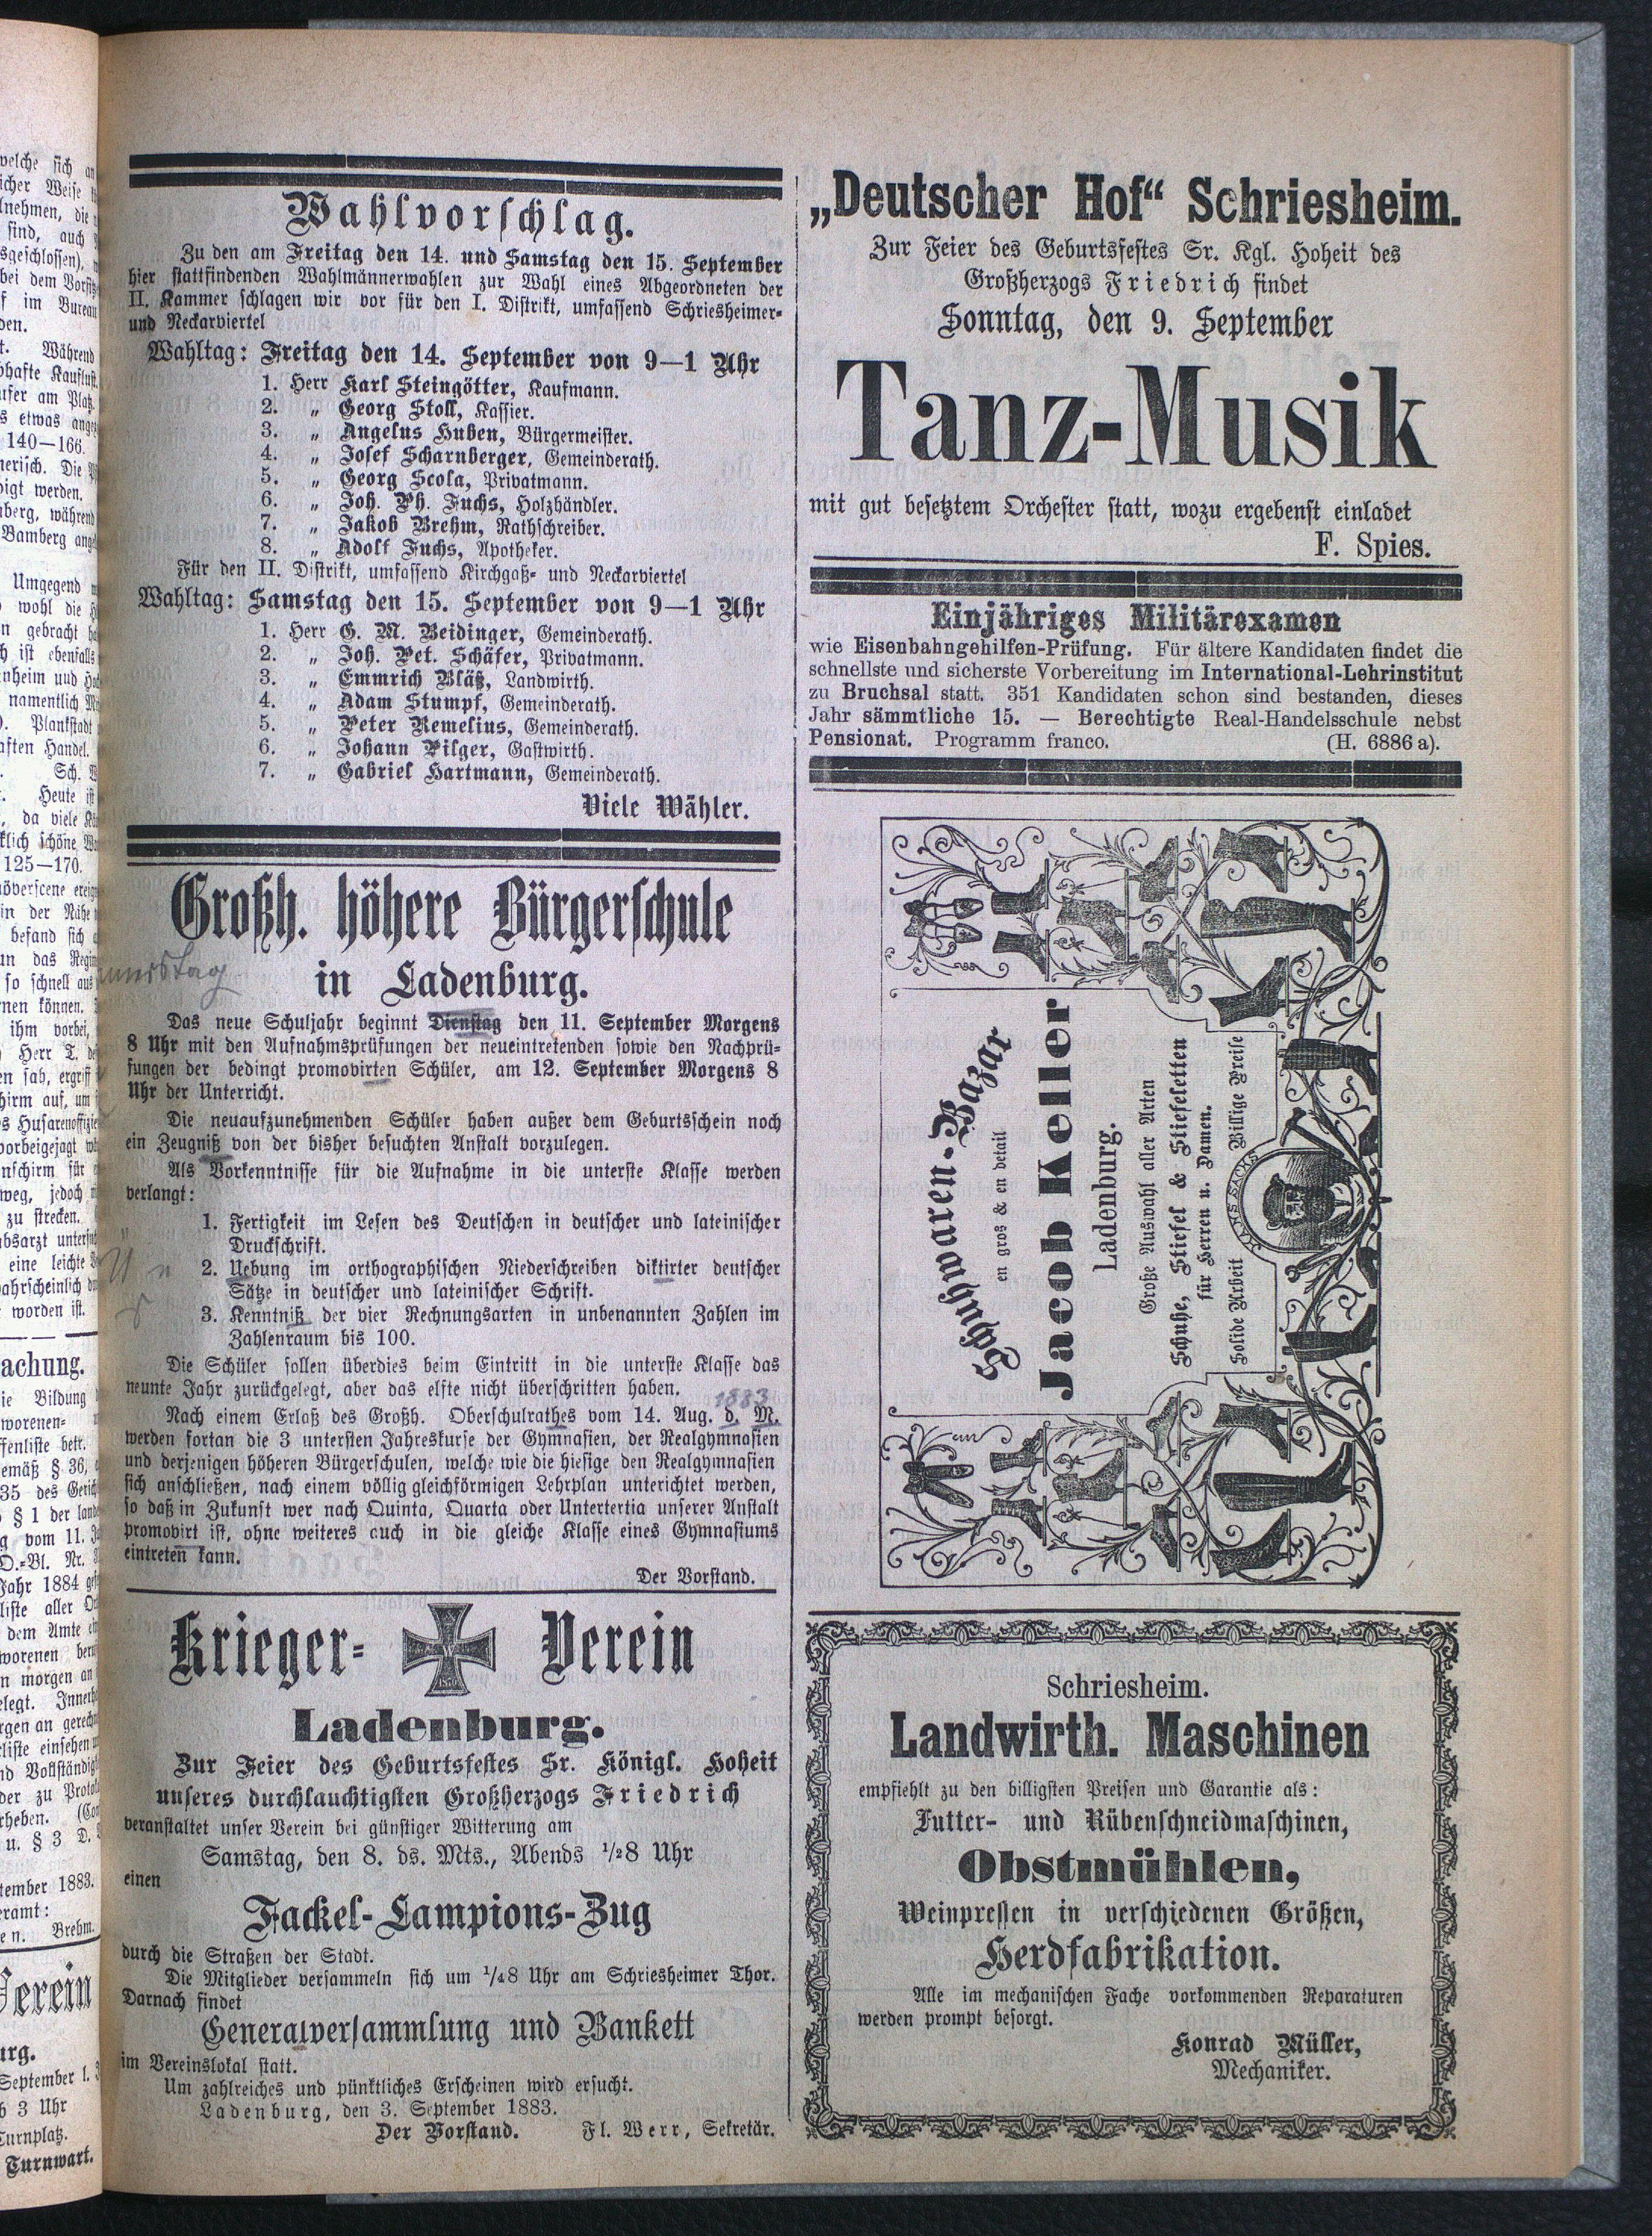 Wahlvorschlag.
Zu den am Freitag den 14. und Samstag den 15. September
hier stattfindenden Wahlmännerwahlen zur Wahl eines Abgeordneten der
II. Kammer schlagen wir vor für den I. Distrikt, umfassend Schriesheimer-
und Neckarviertel
Wahltag: Freitag den 14. September von 9—1 Uhr
1. Herr Karl Steingötter, Kaufmann.
2. „ Georg Stoll, Kassier.
3. „ Angelus Huben, Bürgermeister.
4. „ Josef Scharnberger, Gemeinderath.
5. „ Georg Scola, Privatmann.
6. „ Joh. Ph. Fuchs, Holzhändler.
7. „ Jakob Brehm, Rathschreiber.
8. „ Adolf Fuchs, Apotheker.
Für den II. Distrikt, umfassend Kirchgaß- und Neckarviertel
Wahltag: Samstag den 15. September von 9—1 Uhr
1. Herr G. M. Beidinger, Gemeinderath.
2. „ Joh. Pet. Schäfer, Privatmann.
3. „ Emmrich Bläß, Landwirth.
4. „ Adam Stumpf, Gemeinderath.
5. „ Peter Remelius, Gemeinderath.
6. „ Johann Pilger, Gastwirth.
7. „ Gabriel Hartmann, Gemeinderath.
Viele Wähler.
Großh. höhere Bürgerschule
in Ladenburg.
Das neue Schuljahr beginnt Dienstag den 11. September Morgens
8 Uhr mit den Aufnahmsprüfungen der neueintretenden sowie den Nachprü-
fungen der bedingt promovirten Schüler, am 12. September Morgens 8
Uhr der Unterricht.
Die neuaufzunehmenden Schüler haben außer dem Geburtsschein noch
ein Zeugniß von der bisher besuchten Anstalt vorzulegen.
Als Vorkenntnisse für die Aufnahme in die unterste Klasse werden
verlangt:
1. Fertigkeit im Lesen des Deutschen in deutscher und lateinischer
Druckschrift.
2. Uebung im orthographischen Niederschreiben diktirter deutscher
Sätze in deutscher und lateinischer Schrift.
3. Kenntniß der vier Rechnungsarten in unbenannten Zahlen im
Zahlenraum bis 100.
Die Schüler sollen überdies beim Eintritt in die unterste Klasse das
neunte Jahr zurückgelegt, aber das elfte nicht überschritten haben.
1883
Nach einem Erlaß des Großh. Oberschulrathes vom 14. Aug. d. M.
werden fortan die 3 untersten Jahreskurse der Gymnasien, der Realgymnasien
und derjenigen höheren Bürgerschulen, welche wie die hiesige den Realgymnasien
sich anschließen, nach einem völlig gleichförmigen Lehrplan unterichtet werden,
so daß in Zukunft wer nach Quinta, Quarta oder Untertertia unserer Anstalt
promovirt ist, ohne weiteres auch in die gleiche Klasse eines Gymnasiums
eintreten kann.
Der Vorstand.
Krieger- Verein
1870
Ladenburg.
Zur Feier des Geburtsfestes Sr. Königl. Hoheit
unseres durchlauchtigsten Großherzogs Friedrich
veranstaltet unser Verein bei günstiger Witterung am
Samstag, den 8. ds. Mts., Abends ½8 Uhr
einen
Fackel-Lampions-Zug
durch die Straßen der Stadt.
Die Mitglieder versammeln sich um ¼8 Uhr am Schriesheimer Thor.
Darnach findet
Generalversammlung und Bankett
im Vereinslokal statt.
Um zahlreiches und pünktliches Erscheinen wird ersucht.
Ladenburg, den 3. September 1883.
Der Vorstand. Fl. Werr, Sekretär.
„Deutscher Hof“ Schriesheim.
Zur Feier des Geburtsfestes Sr. Kgl. Hoheit des
Großherzogs Friedrich findet
Sonntag, den 9. September
Tanz-Musik
mit gut besetztem Orchester statt, wozu ergebenst einladet
F. Spies.
Einjähriges Militärexamen
wie Eisenbahngehilfen-Prüfung. Für ältere Kandidaten findet die
schnellste und sicherste Vorbereitung im International-Lehrinstitut
zu Bruchsal statt. 351 Kandidaten schon sind bestanden, dieses
Jahr sämmtliche 15. — Berechtigte Real-Handelsschule nebst
Pensionat. Programm franco. (H. 6886 a).
Schuhwaren-Bazar
en gros & en detail
Jacob Keller
Ladenburg.
Große Auswahl aller Arten
Schuhe, Stiefel & Stiefeletten
für Herren u. Damen.
Solide Arbeit Billige Preise
HANS SACHS
Schriesheim.
Landwirth. Maschinen
empfiehlt zu den billigsten Preisen und Garantie als:
Futter- und Rübenschneidmaschinen,
Obstmühlen,
Weinpressen in verschiedenen Größen,
Herdfabrikation.
Alle im mechanischen Fache vorkommenden Reparaturen
werden prompt besorgt.
Konrad Müller,
Mechaniker.